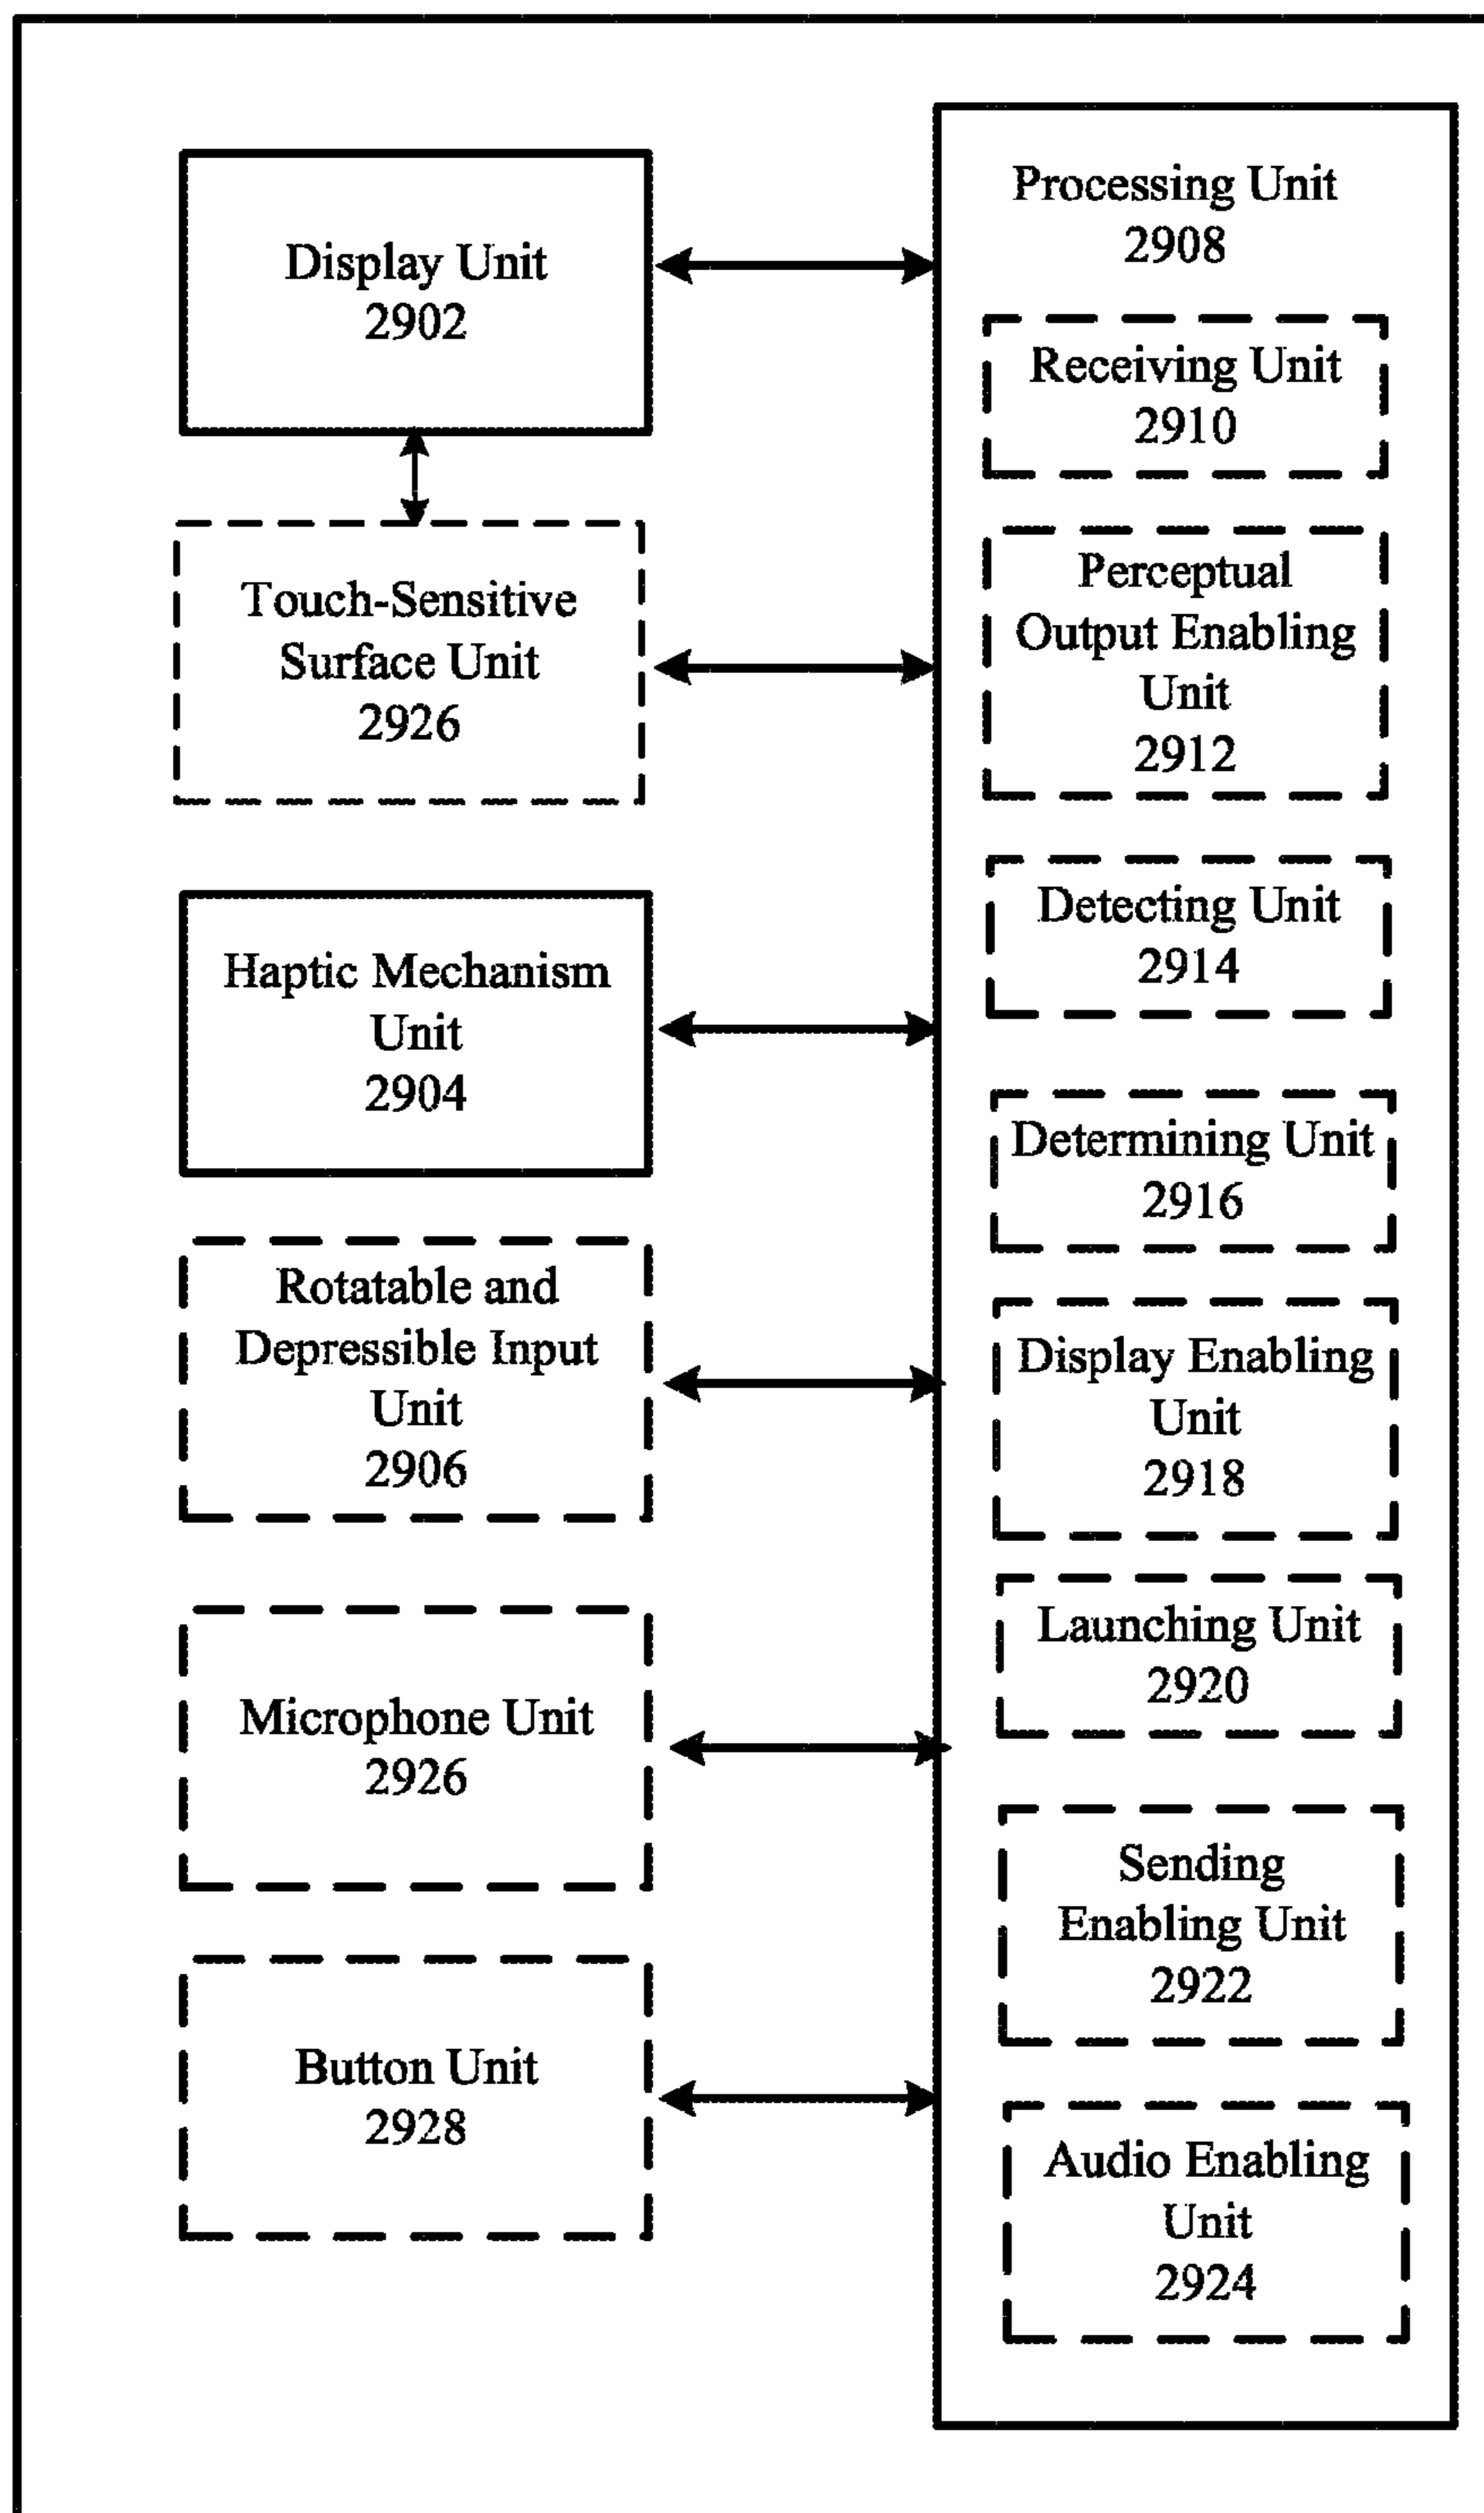 Display Unit
2902
Touch-Sensitive
Surface Unit
2926
Haptic Mechanism
Unit
2904
Rotatable and
Depressible Input
Unit
2906
Microphone Unit
2926
Button Unit
2928
Processing Unit
2908
Receiving Unit
2910
Perceptual
Output Enabling
Unit
2912
Detecting Unit
2914
Determining Unit
2916
Display Enabling
Unit
2918
Launching Unit
2920
Sending
Enabling Unit
2922
Audio Enabling
Unit
2924